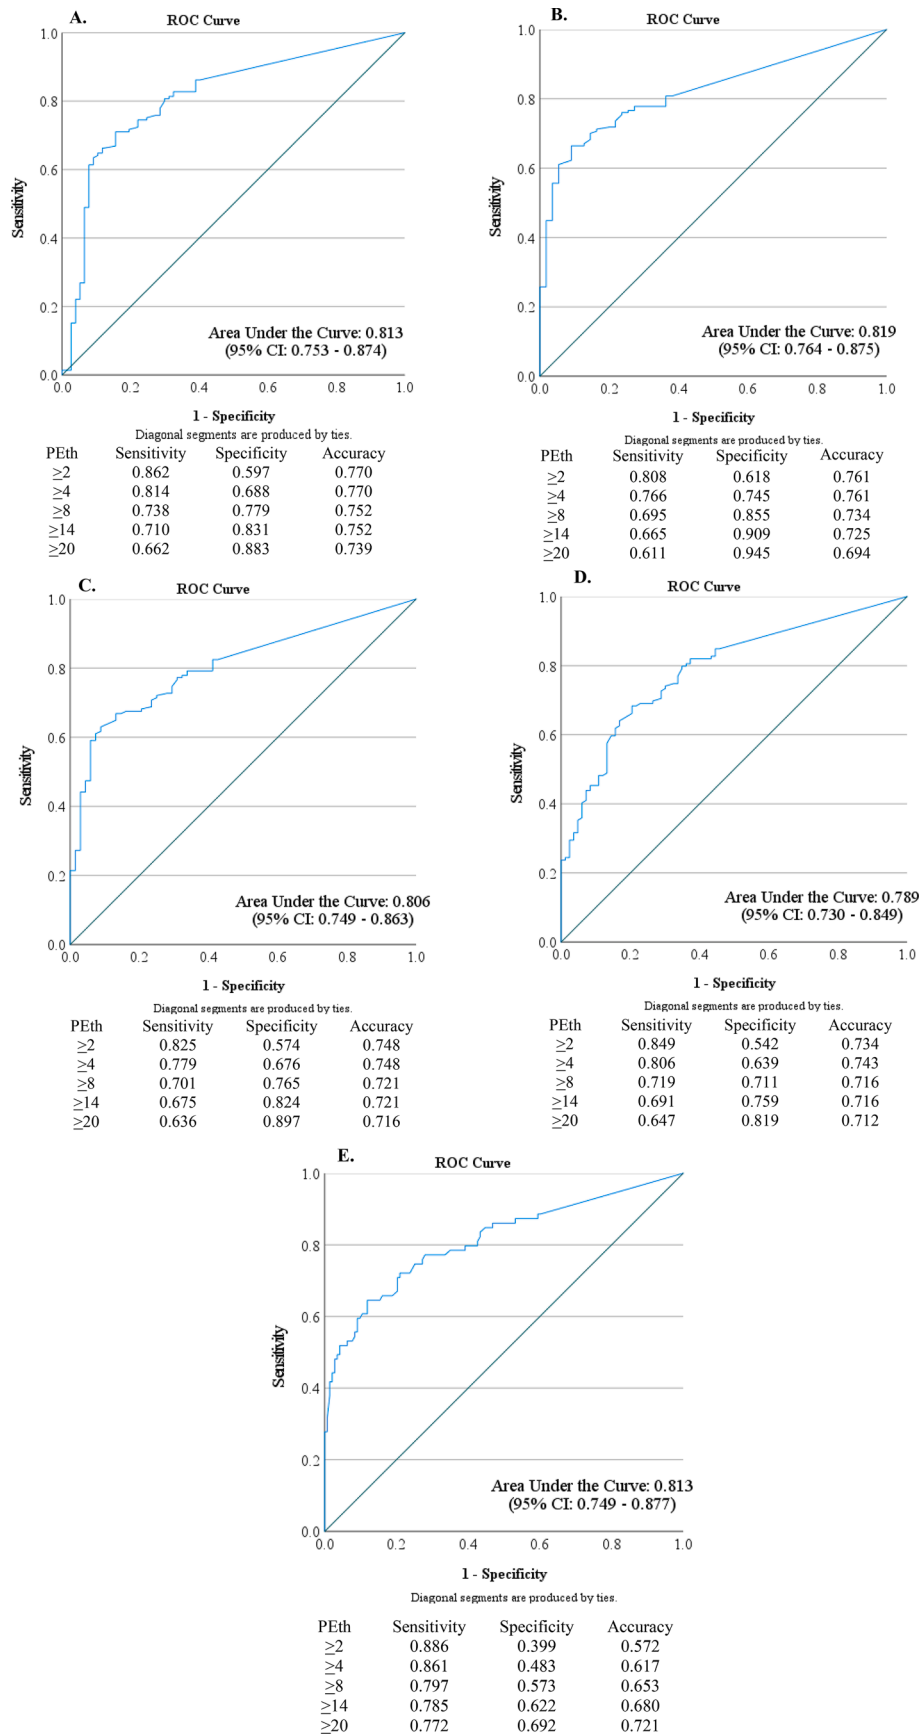 A.
ROC Curve
1.0
0.8
0.6
0.4
0.2
0.0
Sensitivity
Area Under the Curve: 0.813
(95% CI: 0.753 - 0.874)
0.0 0.2 0.4 0.6 0.8 1.0
1 - Specificity
Diagonal segments are produced by ties.
PEth Sensitivity Specificity Accuracy
≥2 0.862 0.597 0.770
≥4 0.814 0.688 0.770
≥8 0.738 0.779 0.752
≥14 0.710 0.831 0.752
≥20 0.662 0.883 0.739
B.
ROC Curve
1.0
0.8
0.6
0.4
0.2
0.0
Sensitivity
Area Under the Curve: 0.819
(95% CI: 0.764 - 0.875)
0.0 0.2 0.4 0.6 0.8 1.0
1 - Specificity
Diagonal segments are produced by ties.
PEth Sensitivity Specificity Accuracy
≥2 0.808 0.618 0.761
≥4 0.766 0.745 0.761
≥8 0.695 0.855 0.734
≥14 0.665 0.909 0.725
≥20 0.611 0.945 0.694
C.
ROC Curve
1.0
0.8
0.6
0.4
0.2
0.0
Sensitivity
Area Under the Curve: 0.806
(95% CI: 0.749 - 0.863)
0.0 0.2 0.4 0.6 0.8 1.0
1 - Specificity
Diagonal segments are produced by ties.
PEth Sensitivity Specificity Accuracy
≥2 0.825 0.574 0.748
≥4 0.779 0.676 0.748
≥8 0.701 0.765 0.721
≥14 0.675 0.824 0.721
≥20 0.636 0.897 0.716
D.
ROC Curve
1.0
0.8
0.6
0.4
0.2
0.0
Sensitivity
Area Under the Curve: 0.789
(95% CI: 0.730 - 0.849)
0.0 0.2 0.4 0.6 0.8 1.0
1 - Specificity
Diagonal segments are produced by ties.
PEth Sensitivity Specificity Accuracy
≥2 0.849 0.542 0.734
≥4 0.806 0.639 0.743
≥8 0.719 0.711 0.716
≥14 0.691 0.759 0.716
≥20 0.647 0.819 0.712
E.
ROC Curve
1.0
0.8
0.6
0.4
0.2
0.0
Sensitivity
Area Under the Curve: 0.813
(95% CI: 0.749 - 0.877)
0.0 0.2 0.4 0.6 0.8 1.0
1 - Specificity
Diagonal segments are produced by ties.
PEth Sensitivity Specificity Accuracy
≥2 0.886 0.399 0.572
≥4 0.861 0.483 0.617
≥8 0.797 0.573 0.653
≥14 0.785 0.622 0.680
≥20 0.772 0.692 0.721